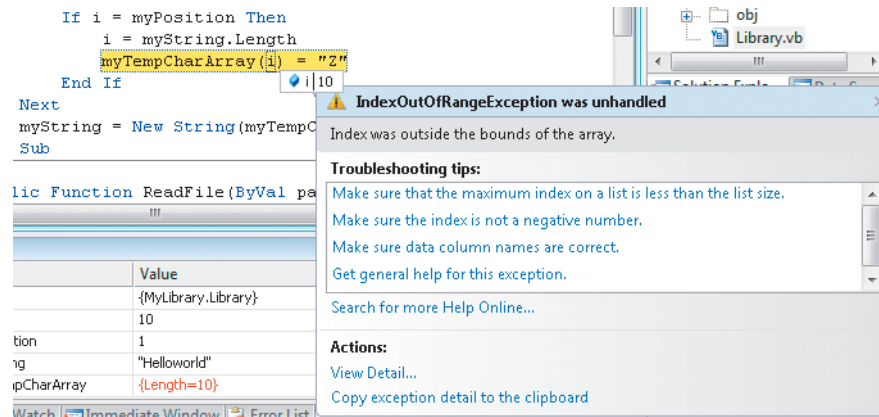 If i = myPosition Then
i = myString.Length
myTempCharArray(i) = "Z"
End If
i 10
Next
myString = New String(myTempC
Sub
lic Function ReadFile(ByVal pa
obj
Library.vb
IndexOutOfRangeException was unhandled
Index was outside the bounds of the array.
Troubleshooting tips:
Make sure that the maximum index on a list is less than the list size.
Make sure the index is not a negative number.
Make sure data column names are correct.
Get general help for this exception.
Search for more Help Online...
Actions:
View Detail...
Copy exception detail to the clipboard
Value
{MyLibrary.Library}
10
tion 1
ng "Helloworld"
npCharArray {Length=10}
Watch Immediate Window Error List